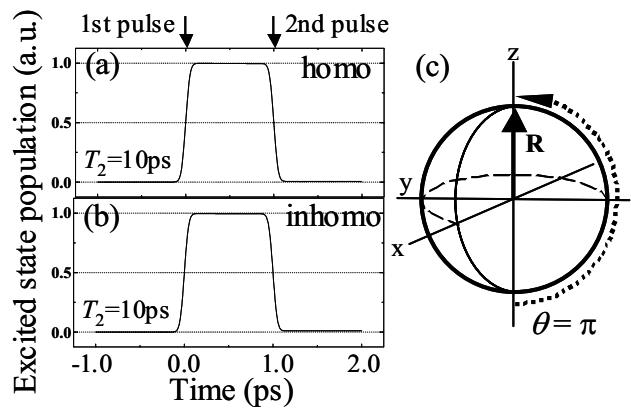 1st pulse 2nd pulse
Excited state population (a.u.)
(a) homo
1.0
0.5
T₂=10ps
0.0
(b) inhomo
1.0
0.5
T₂=10ps
0.0
-1.0 0.0 1.0 2.0
Time (ps)
(c)
z
R
y
x
θ = π